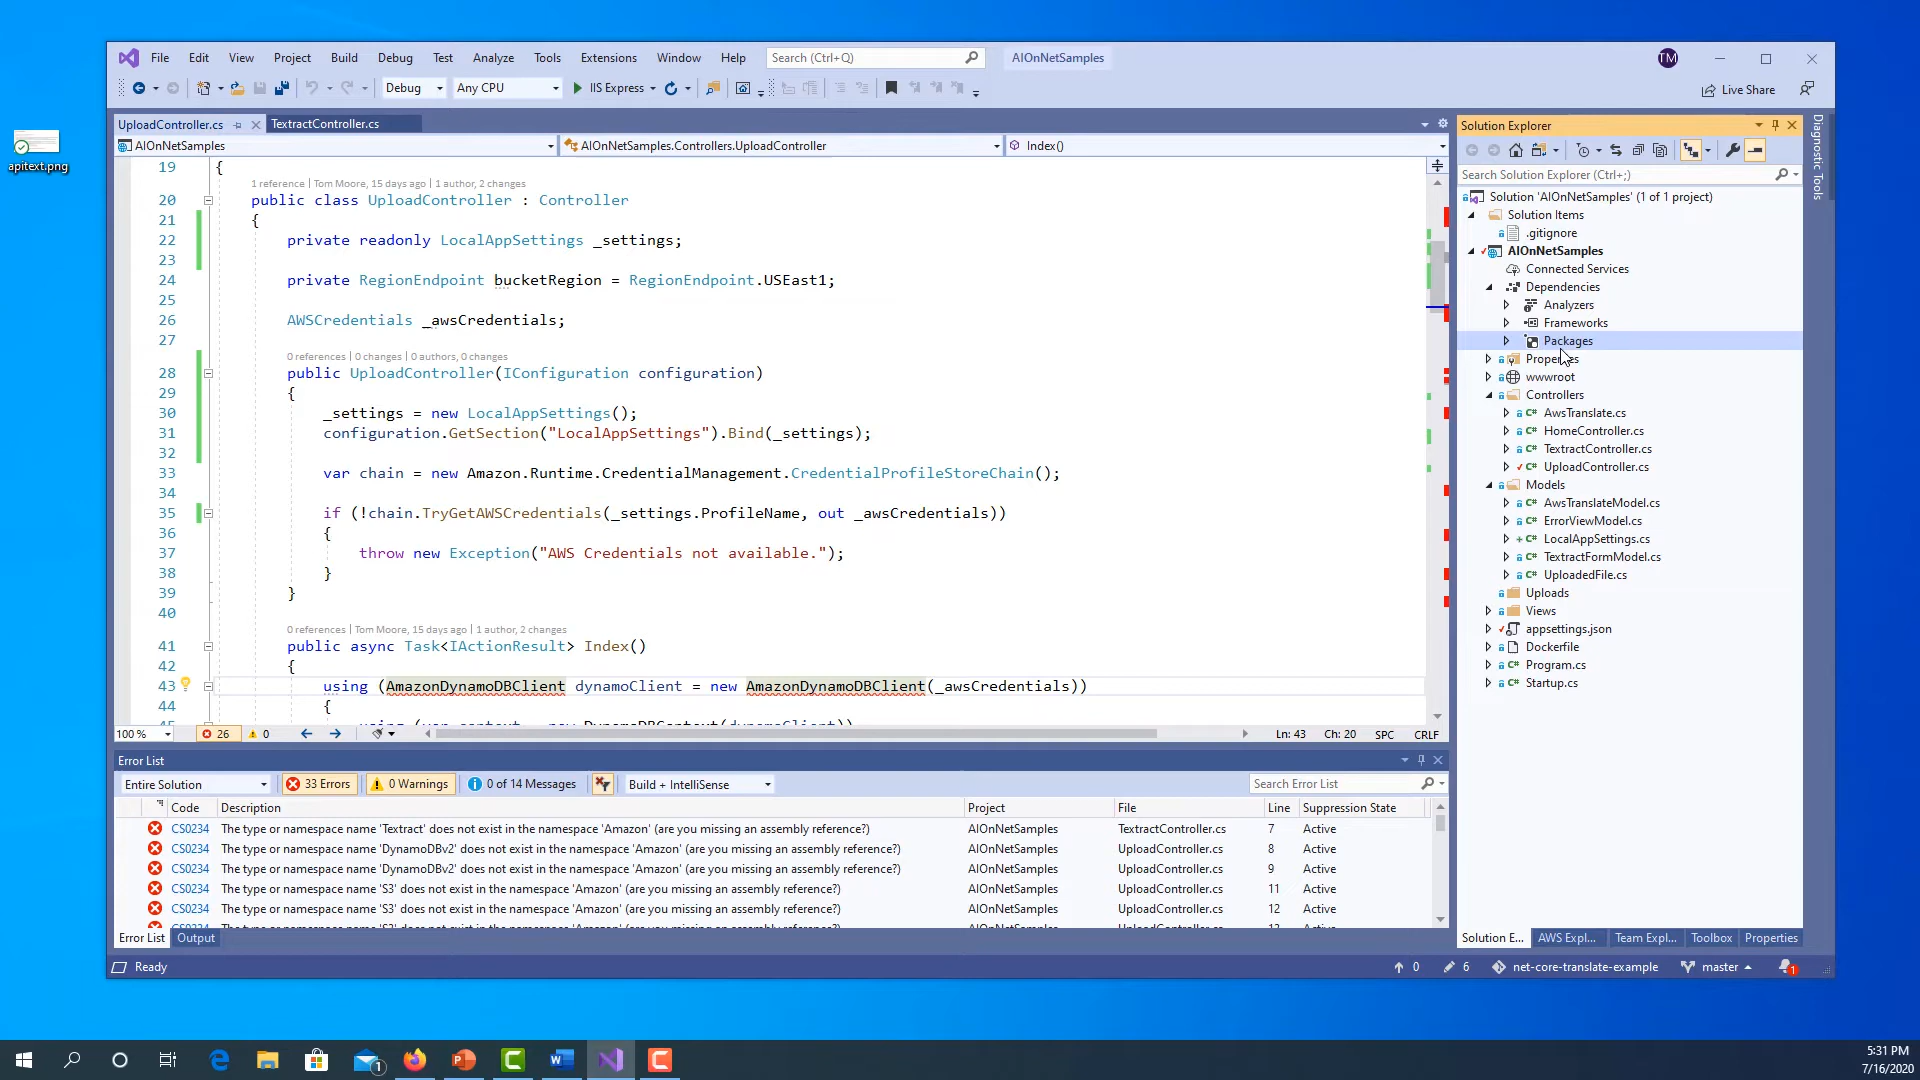 apitext.png
File Edit View Project Build Debug Test Analyze Tools Extensions Window Help Search (Ctrl+Q) AIOnNetSamples TM
Debug Any CPU IIS Express Live Share
UploadController.cs TextractController.cs
AIOnNetSamples AIOnNetSamples.Controllers.UploadController Index()
19 {
1 reference | Tom Moore, 15 days ago | 1 author, 2 changes
20 public class UploadController : Controller
21 {
22 private readonly LocalAppSettings _settings;
23
24 private RegionEndpoint bucketRegion = RegionEndpoint.USEast1;
25
26 AWSCredentials _awsCredentials;
27
0 references | 0 changes | 0 authors, 0 changes
28 public UploadController(IConfiguration configuration)
29 {
30 _settings = new LocalAppSettings();
31 configuration.GetSection("LocalAppSettings").Bind(_settings);
32
33 var chain = new Amazon.Runtime.CredentialManagement.CredentialProfileStoreChain();
34
35 if (!chain.TryGetAWSCredentials(_settings.ProfileName, out _awsCredentials))
36 {
37 throw new Exception("AWS Credentials not available.");
38 }
39 }
40
0 references | Tom Moore, 15 days ago | 1 author, 2 changes
41 public async Task<IActionResult> Index()
42 {
43 using (AmazonDynamoDBClient dynamoClient = new AmazonDynamoDBClient(_awsCredentials))
44 {
45 using (var context = new DynamoDBContext(dynamoClient))
100 % 26 0 Ln: 43 Ch: 20 SPC CRLF
Error List
Entire Solution 33 Errors 0 Warnings 0 of 14 Messages Build + IntelliSense Search Error List
Code Description Project File Line Suppression State
CS0234 The type or namespace name 'Textract' does not exist in the namespace 'Amazon' (are you missing an assembly reference?) AIOnNetSamples TextractController.cs 7 Active
CS0234 The type or namespace name 'DynamoDBv2' does not exist in the namespace 'Amazon' (are you missing an assembly reference?) AIOnNetSamples UploadController.cs 8 Active
CS0234 The type or namespace name 'DynamoDBv2' does not exist in the namespace 'Amazon' (are you missing an assembly reference?) AIOnNetSamples UploadController.cs 9 Active
CS0234 The type or namespace name 'S3' does not exist in the namespace 'Amazon' (are you missing an assembly reference?) AIOnNetSamples UploadController.cs 11 Active
CS0234 The type or namespace name 'S3' does not exist in the namespace 'Amazon' (are you missing an assembly reference?) AIOnNetSamples UploadController.cs 12 Active
Error List Output
Solution Explorer
Search Solution Explorer (Ctrl+;)
Solution 'AIOnNetSamples' (1 of 1 project)
Solution Items
.gitignore
AIOnNetSamples
Connected Services
Dependencies
Analyzers
Frameworks
Packages
Properties
wwwroot
Controllers
AwsTranslate.cs
HomeController.cs
TextractController.cs
UploadController.cs
Models
AwsTranslateModel.cs
ErrorViewModel.cs
LocalAppSettings.cs
TextractFormModel.cs
UploadedFile.cs
Uploads
Views
appsettings.json
Dockerfile
Program.cs
Startup.cs
Solution E... AWS Expl... Team Expl... Toolbox Properties
Diagnostic Tools
Ready 0 6 net-core-translate-example master 1
1
5:31 PM
7/16/2020